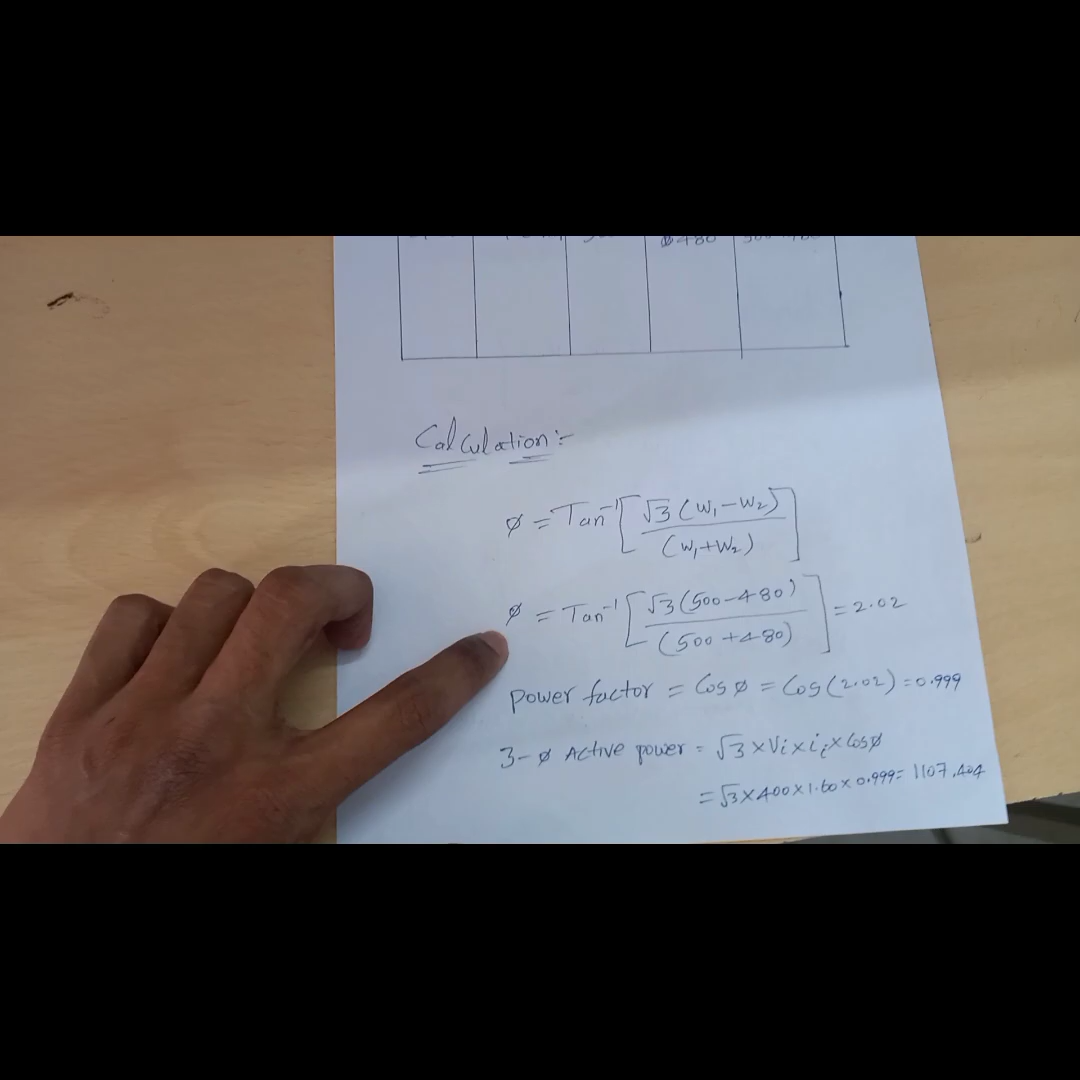 480
Calculation:-
ø = Tan⁻¹ [ √3 (W₁-W₂) / (W₁+W₂) ]
ø = Tan⁻¹ [ √3 (500-480) / (500+480) ] = 2.02
Power factor = Cos ø = Cos (2.02) = 0.999
3-ø Active power = √3 × Vi × ii × Cosø
= √3 × 400 × 1.60 × 0.999 = 1107.404